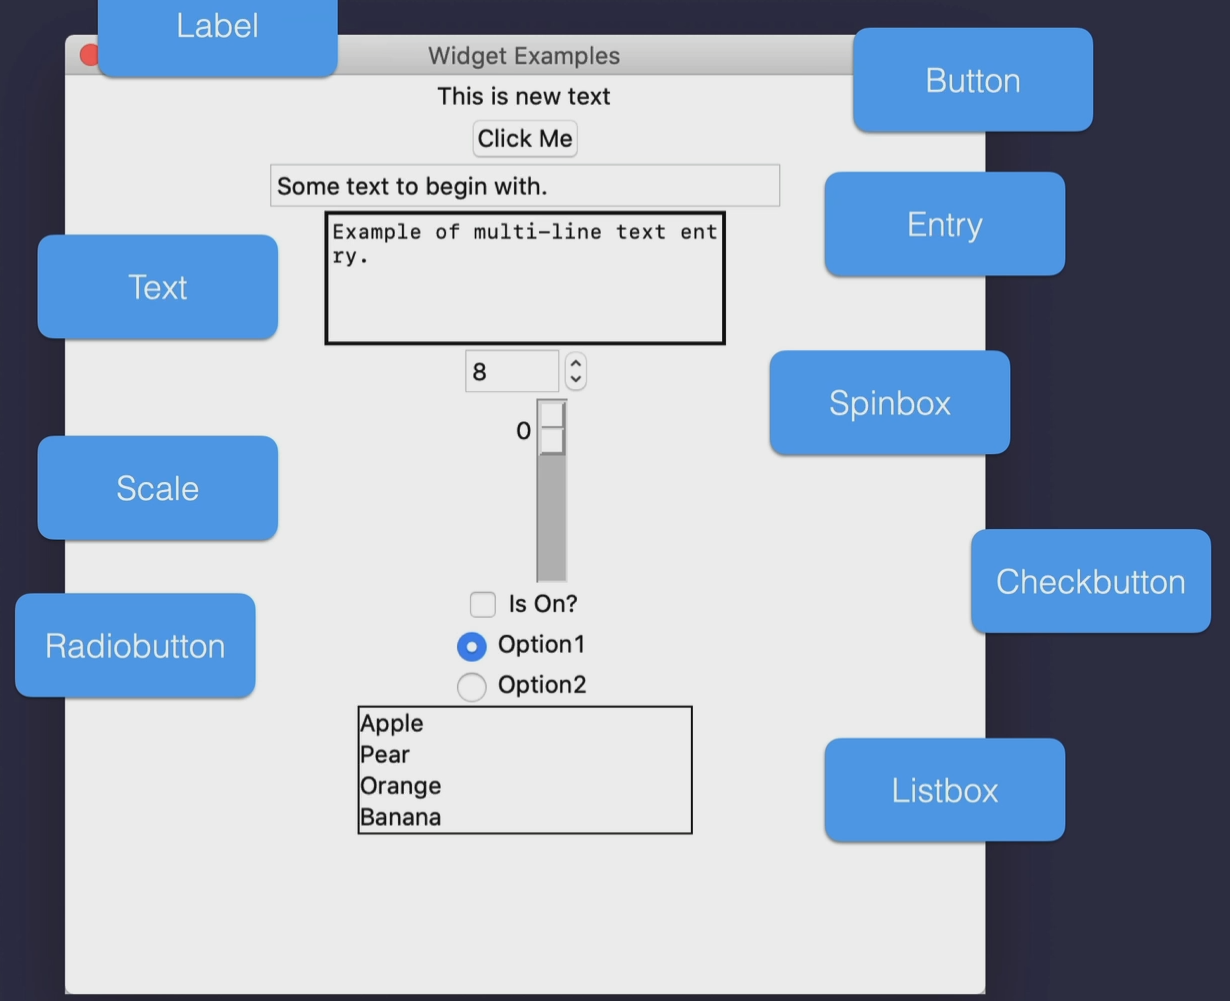 Label
Widget Examples
Button
This is new text
Click Me
Some text to begin with.
Entry
Example of multi-line text ent
ry.
Text
8
Spinbox
0
Scale
Checkbutton
Is On?
Radiobutton
Option1
Option2
Apple
Pear
Orange
Banana
Listbox